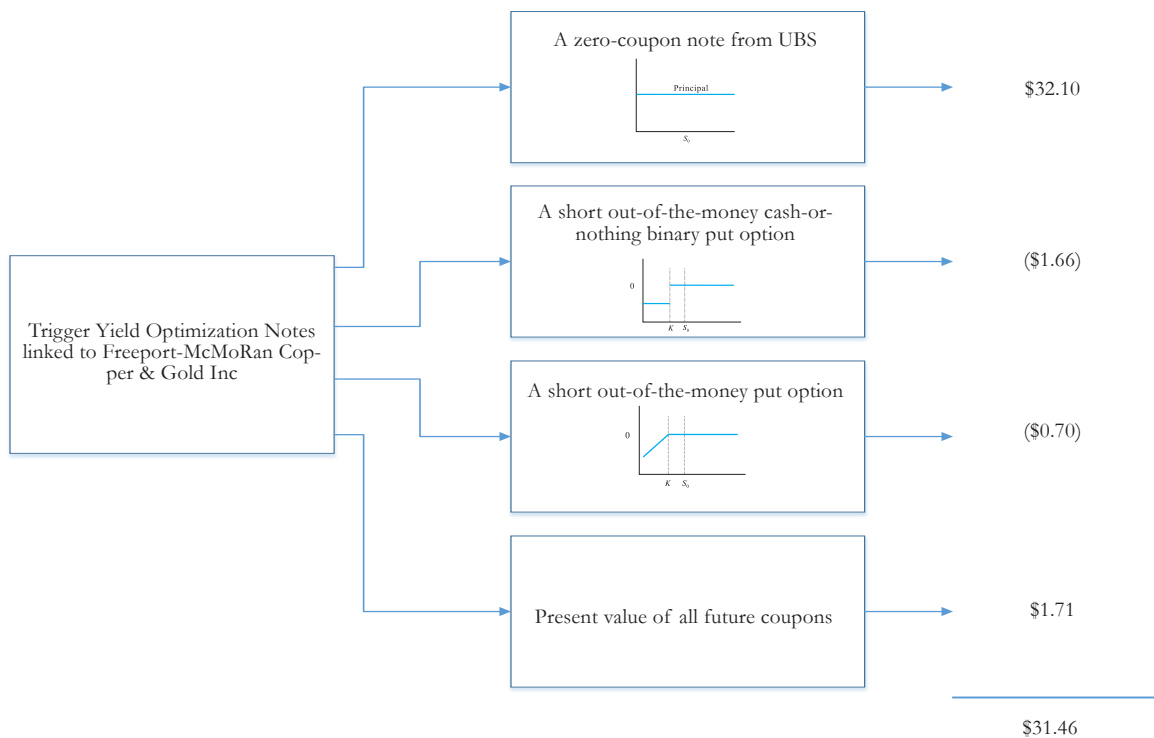 A zero-coupon note from UBS
Principal
S₀
$32.10
A short out-of-the-money cash-or-
nothing binary put option
0
K
S₀
($1.66)
Trigger Yield Optimization Notes
linked to Freeport-McMoRan Cop-
per & Gold Inc
A short out-of-the-money put option
0
K
S₀
($0.70)
Present value of all future coupons
$1.71
$31.46